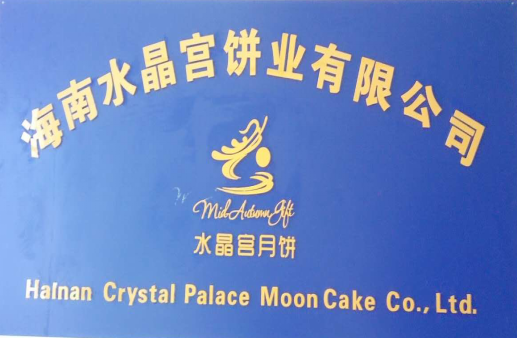 海南水晶宫饼业有限公司
Mid-Autumn Gift
水晶宫月饼
Hainan Crystal Palace Moon Cake Co., Ltd.